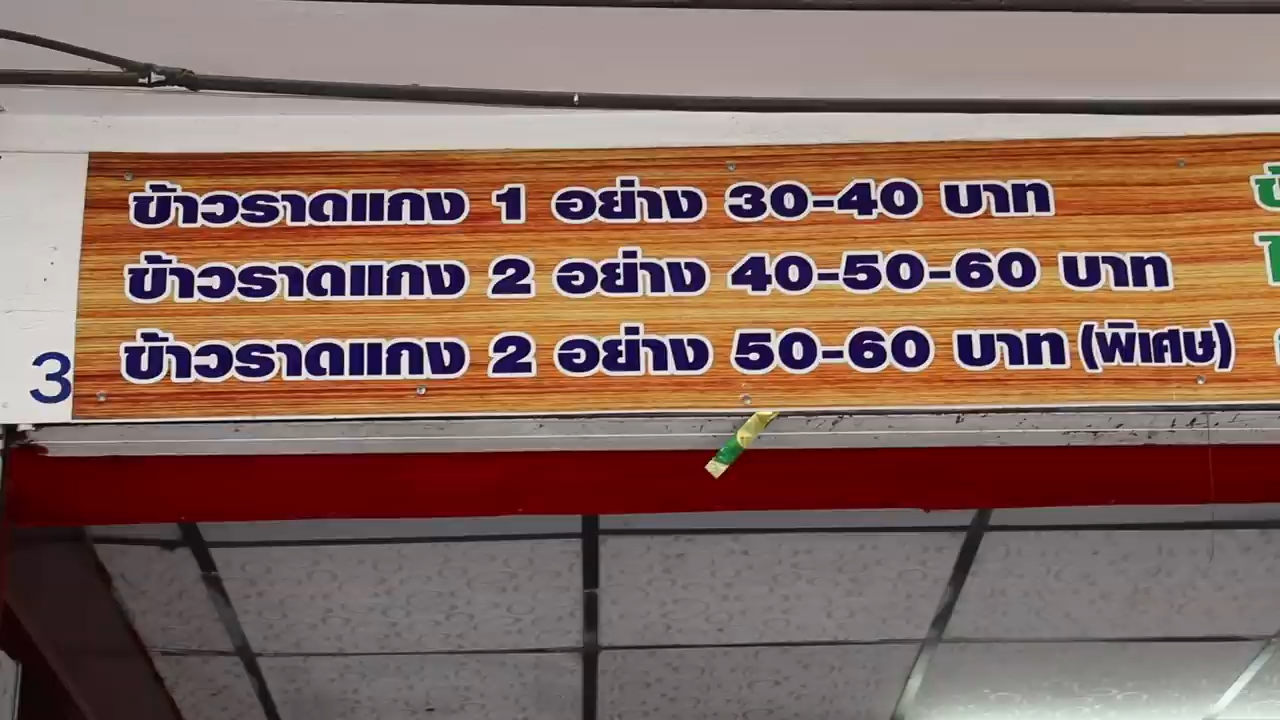 ข้าวราดแกง 1 อย่าง 30-40 บาท
ข้าวราดแกง 2 อย่าง 40-50-60 บาท
ข้าวราดแกง 2 อย่าง 50-60 บาท (พิเศษ)
3